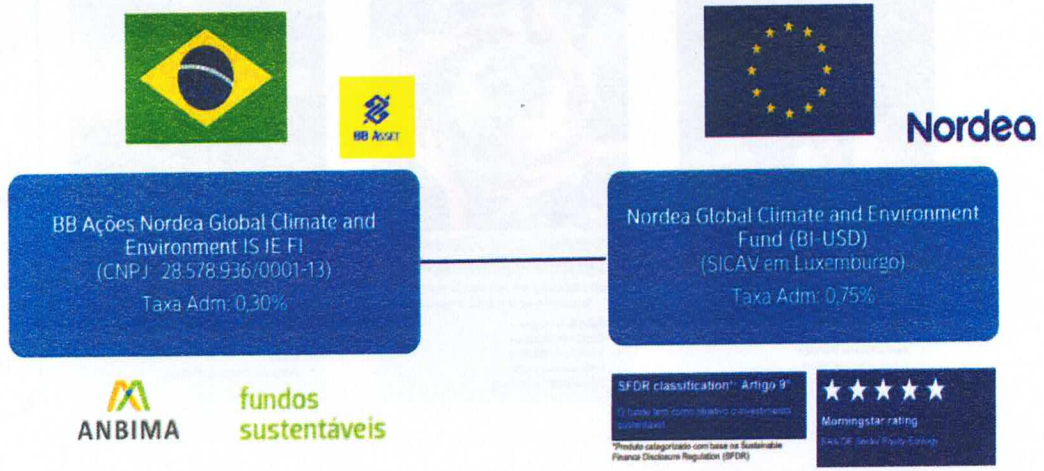 BB ASSET
Nordea
BB Ações Nordea Global Climate and
Environment IS IE FI
(CNPJ: 28.578.936/0001-13)
Taxa Adm: 0,30%
Nordea Global Climate and Environment
Fund (BI-USD)
(SICAV em Luxemburgo)
Taxa Adm: 0,75%
ANBIMA
fundos
sustentáveis
SFDR classification*: Artigo 9°
O fundo tem como objetivo o investimento
sustentável
*Produto categorizado com base na Sustainable
Finance Disclosure Regulation (SFDR)
Morningstar rating
Equity Ecology